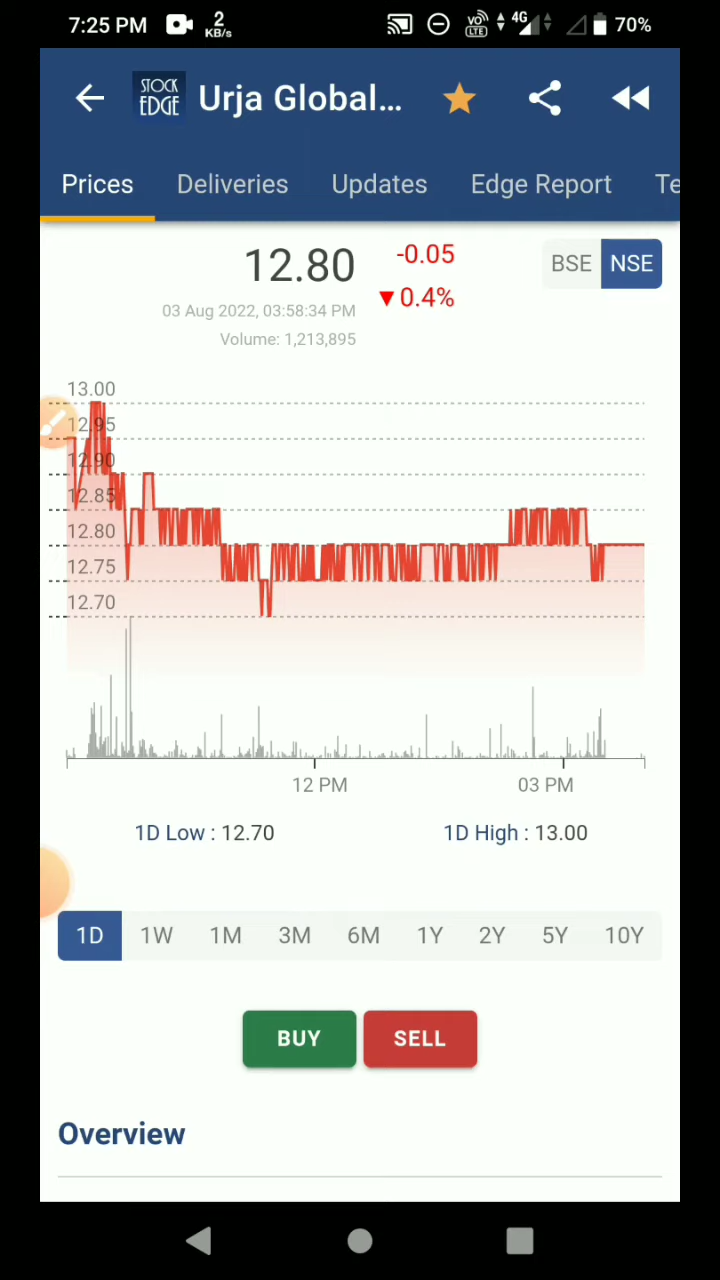 7:25 PM 2 KB/s VO LTE 4G 70%
STOCK EDGE Urja Global...
Prices Deliveries Updates Edge Report Te
12.80 -0.05 BSE NSE
▼0.4%
03 Aug 2022, 03:58:34 PM
Volume: 1,213,895
13.00
12.95
12.90
12.85
12.80
12.75
12.70
12 PM 03 PM
1D Low : 12.70 1D High : 13.00
1D 1W 1M 3M 6M 1Y 2Y 5Y 10Y
BUY SELL
Overview